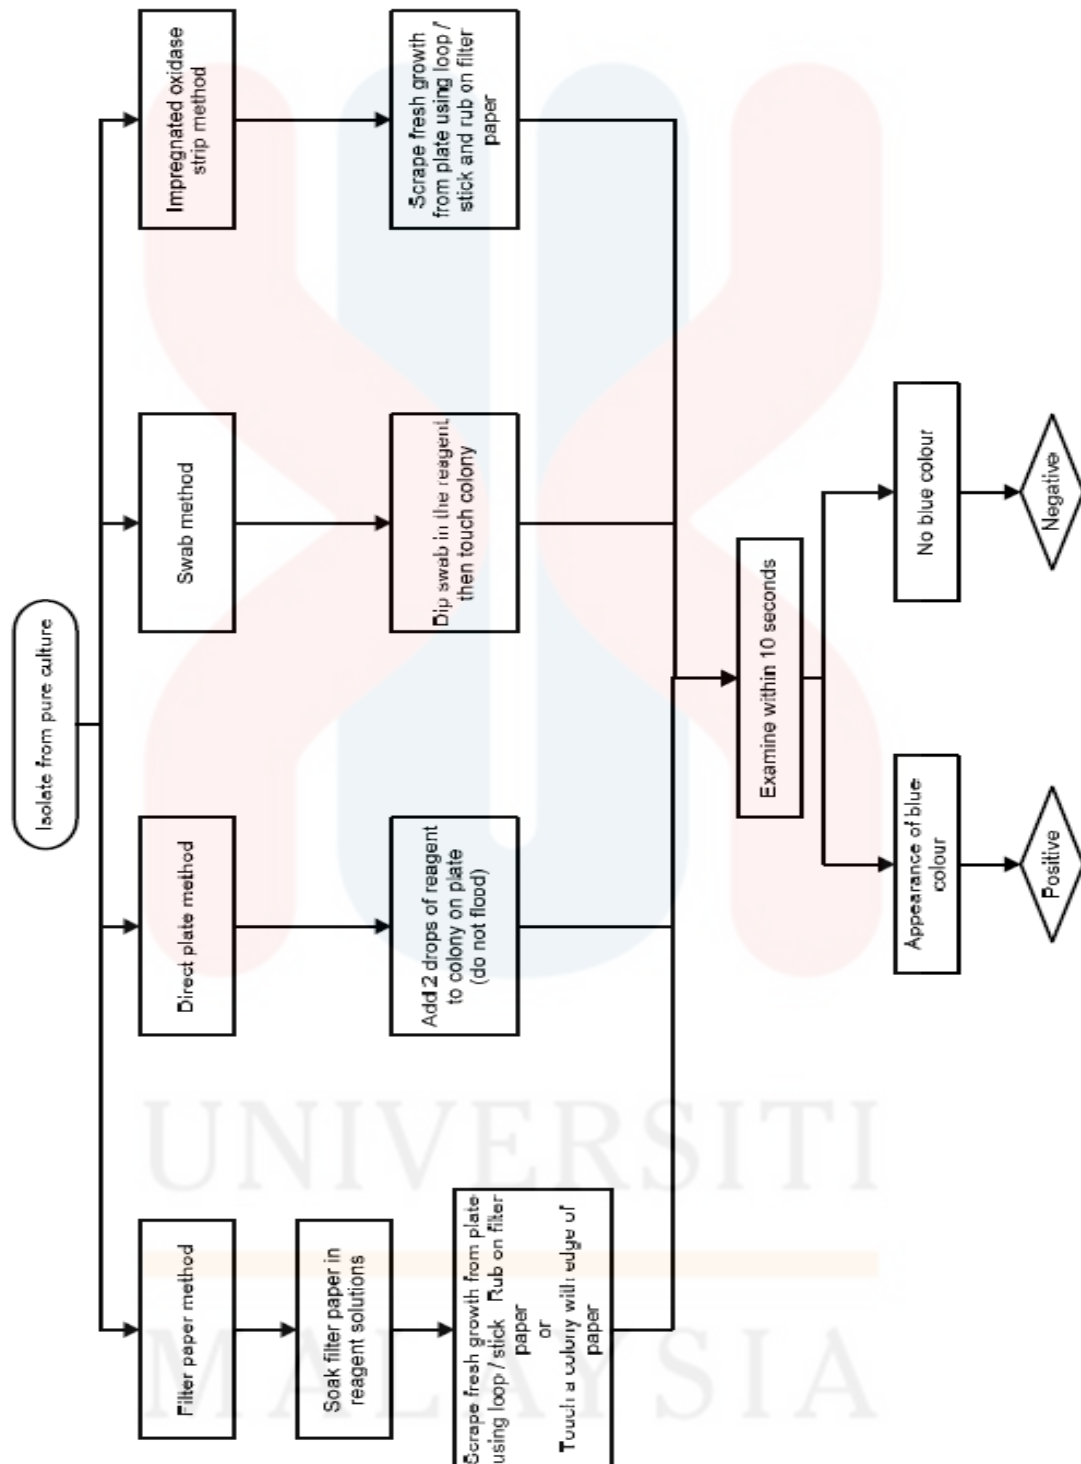 Isolate from pure culture
Filter paper method
Direct plate method
Swab method
Impregnated oxidase
strip method
Soak filter paper in
reagent solutions
Scrape fresh growth from plate
using loop / stick Rub on filter
paper
or
Touch a colony with edge of
paper
Add 2 drops of reagent
to colony on plate
(do not flood)
Dip swab in the reagent,
then touch colony
Scrape fresh growth
from plate using loop /
stick and rub on filter
paper
Examine within 10 seconds
Appearance of blue
colour
No blue colour
Positive
Negative
UNIVERSITI
MALAYSIA